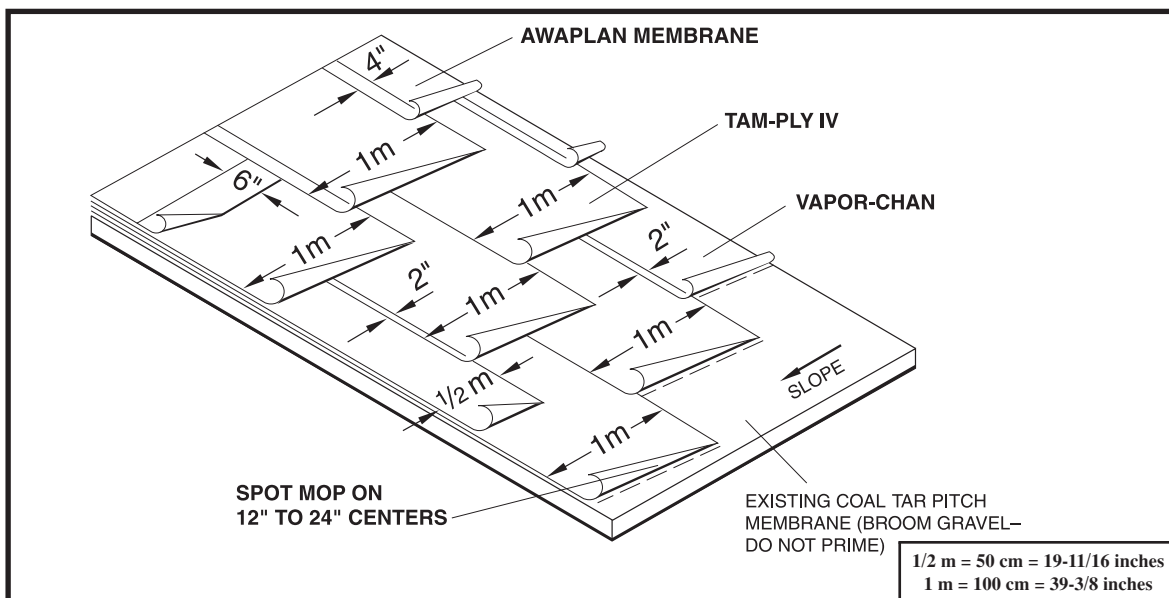 AWAPLAN MEMBRANE
4"
TAM-PLY IV
1m
1m
6"
VAPOR-CHAN
2"
1m
2"
1m
1m
1/2 m
SLOPE
1m
SPOT MOP ON
12" TO 24" CENTERS
EXISTING COAL TAR PITCH
MEMBRANE (BROOM GRAVEL–
DO NOT PRIME)
1/2 m = 50 cm = 19-11/16 inches
1 m = 100 cm = 39-3/8 inches